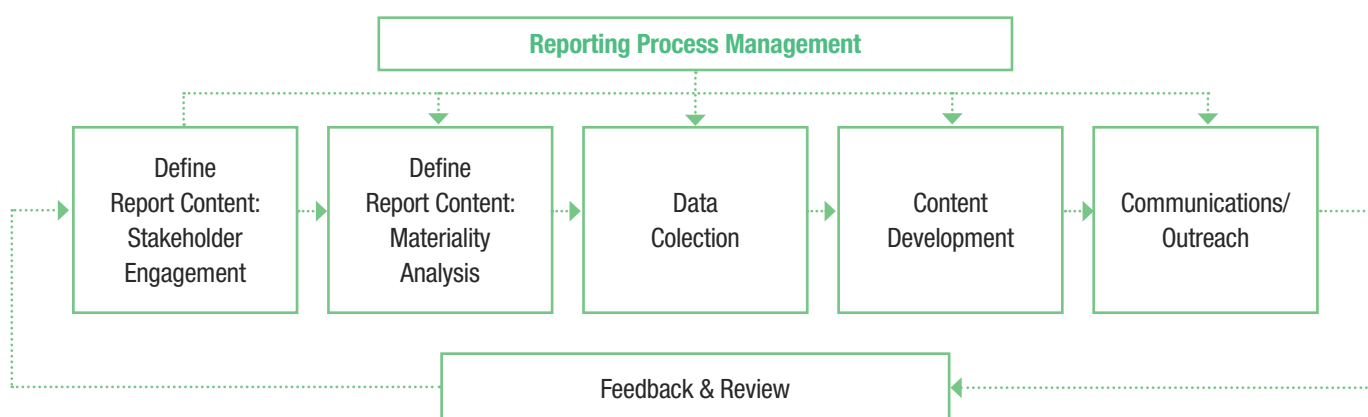 Reporting Process Management
Define
Report Content:
Stakeholder
Engagement
Define
Report Content:
Materiality
Analysis
Data
Colection
Content
Development
Communications/
Outreach
Feedback & Review